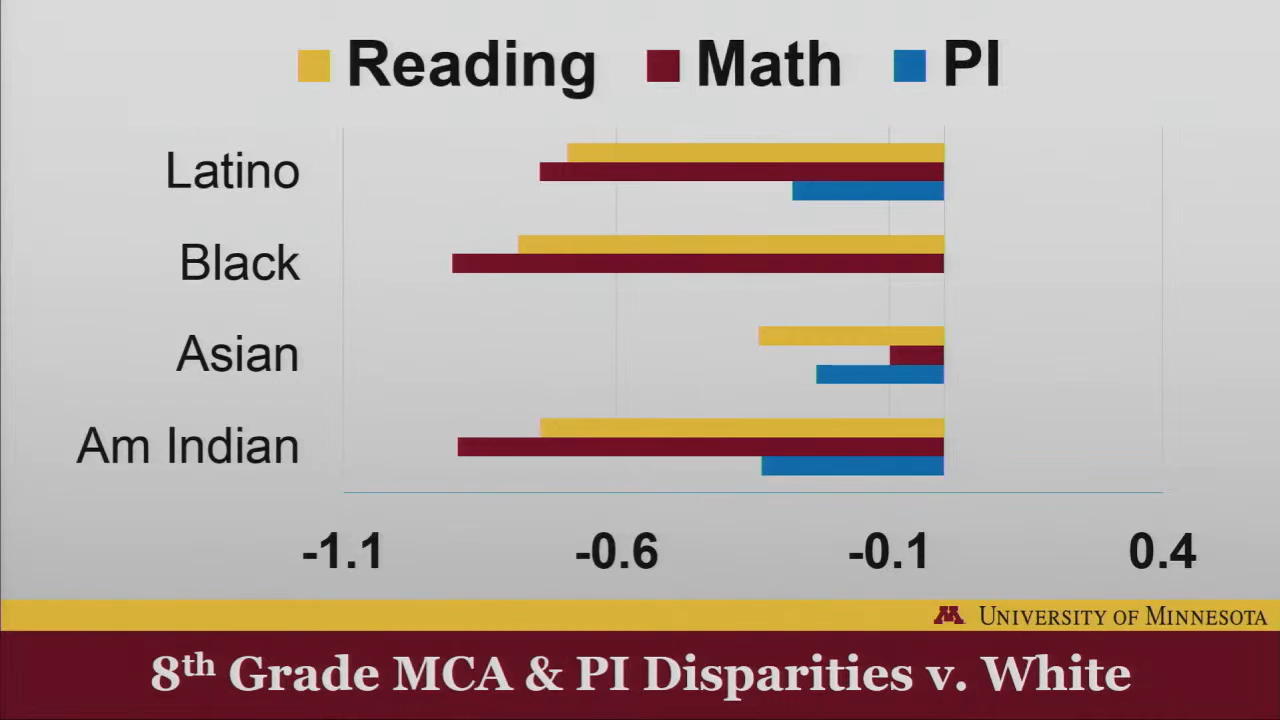 Reading Math PI
Latino
Black
Asian
Am Indian
-1.1 -0.6 -0.1 0.4
M UNIVERSITY OF MINNESOTA
8th Grade MCA & PI Disparities v. White